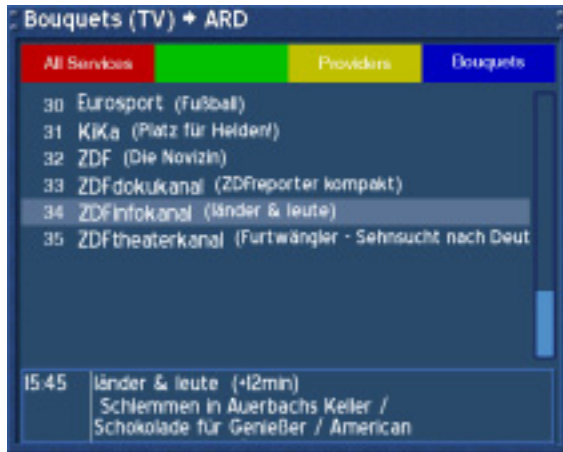 Bouquets (TV) → ARD
All Services Providers Bouquets
30 Eurosport (Fußball)
31 KiKa (Platz für Helden!)
32 ZDF (Die Novizin)
33 ZDFdokukanal (ZDFreporter kompakt)
34 ZDFinfokanal (länder & leute)
35 ZDFtheaterkanal (Furtwängler - Sehnsucht nach Deut
15:45 länder & leute (+12min)
Schlemmen in Auerbachs Keller /
Schokolade für Genießer / American